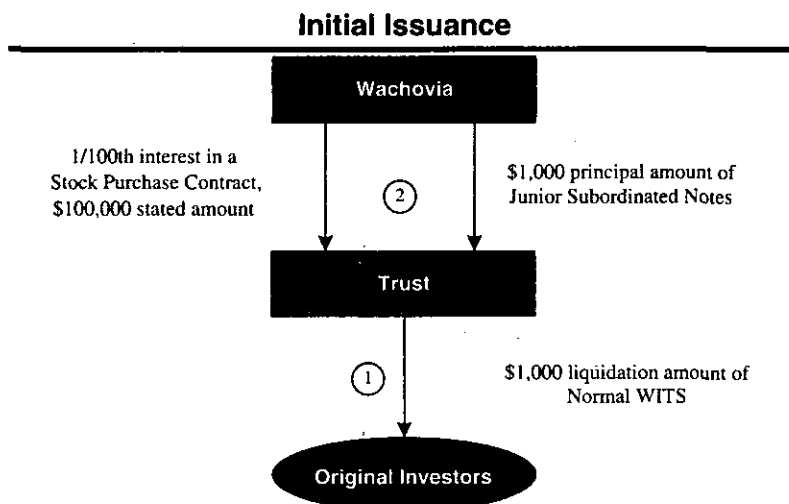 Initial Issuance
Wachovia
1/100th interest in a
Stock Purchase Contract,
$100,000 stated amount
2
$1,000 principal amount of
Junior Subordinated Notes
Trust
1
$1,000 liquidation amount of
Normal WITS
Original Investors